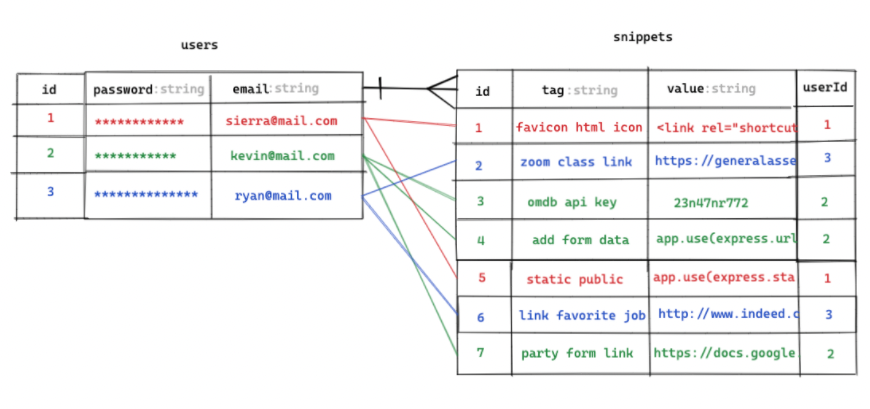 users
id password:string email:string
1 ************ sierra@mail.com
2 *********** kevin@mail.com
3 ************** ryan@mail.com
snippets
id tag:string value:string userId
1 favicon html icon <link rel="shortcut 1
2 zoom class link https://generalasse 3
3 omdb api key 23n47nr772 2
4 add form data app.use(express.url 2
5 static public app.use(express.sta 1
6 link favorite job http://www.indeed.c 3
7 party form link https://docs.google 2